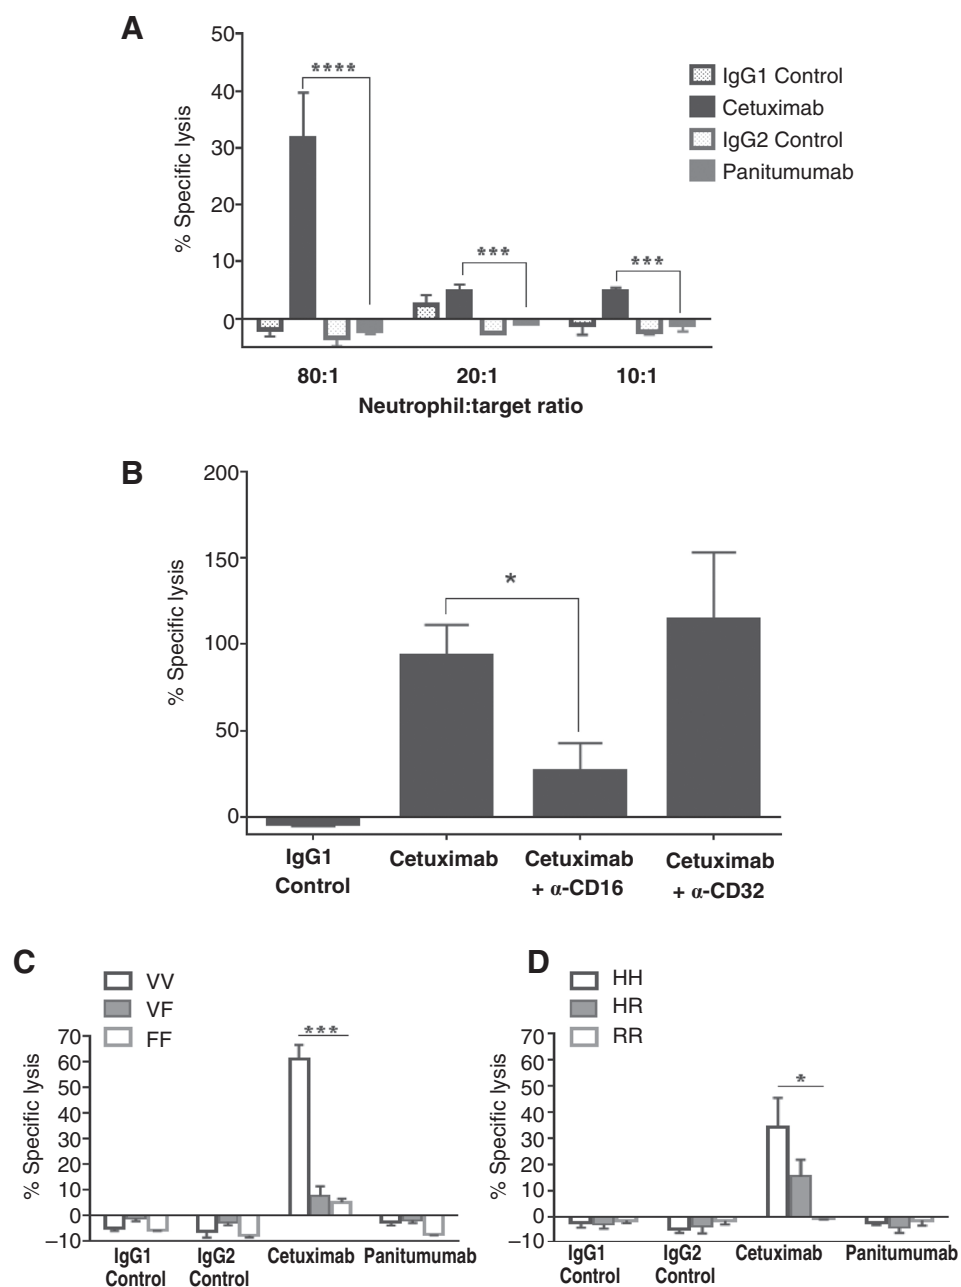 A
50
40
30
20
10
0
% Specific lysis
****
***
***
IgG1 Control
Cetuximab
IgG2 Control
Panitumumab
80:1
20:1
10:1
Neutrophil:target ratio
B
200
150
100
50
0
% Specific lysis
*
IgG1
Control
Cetuximab
Cetuximab
+ α-CD16
Cetuximab
+ α-CD32
C
VV
VF
FF
70
60
50
40
30
20
10
0
–10
% Specific lysis
***
IgG1
Control
IgG2
Control
Cetuximab
Panitumumab
D
HH
HR
RR
70
60
50
40
30
20
10
0
–10
% Specific lysis
*
IgG1
Control
IgG2
Control
Cetuximab
Panitumumab